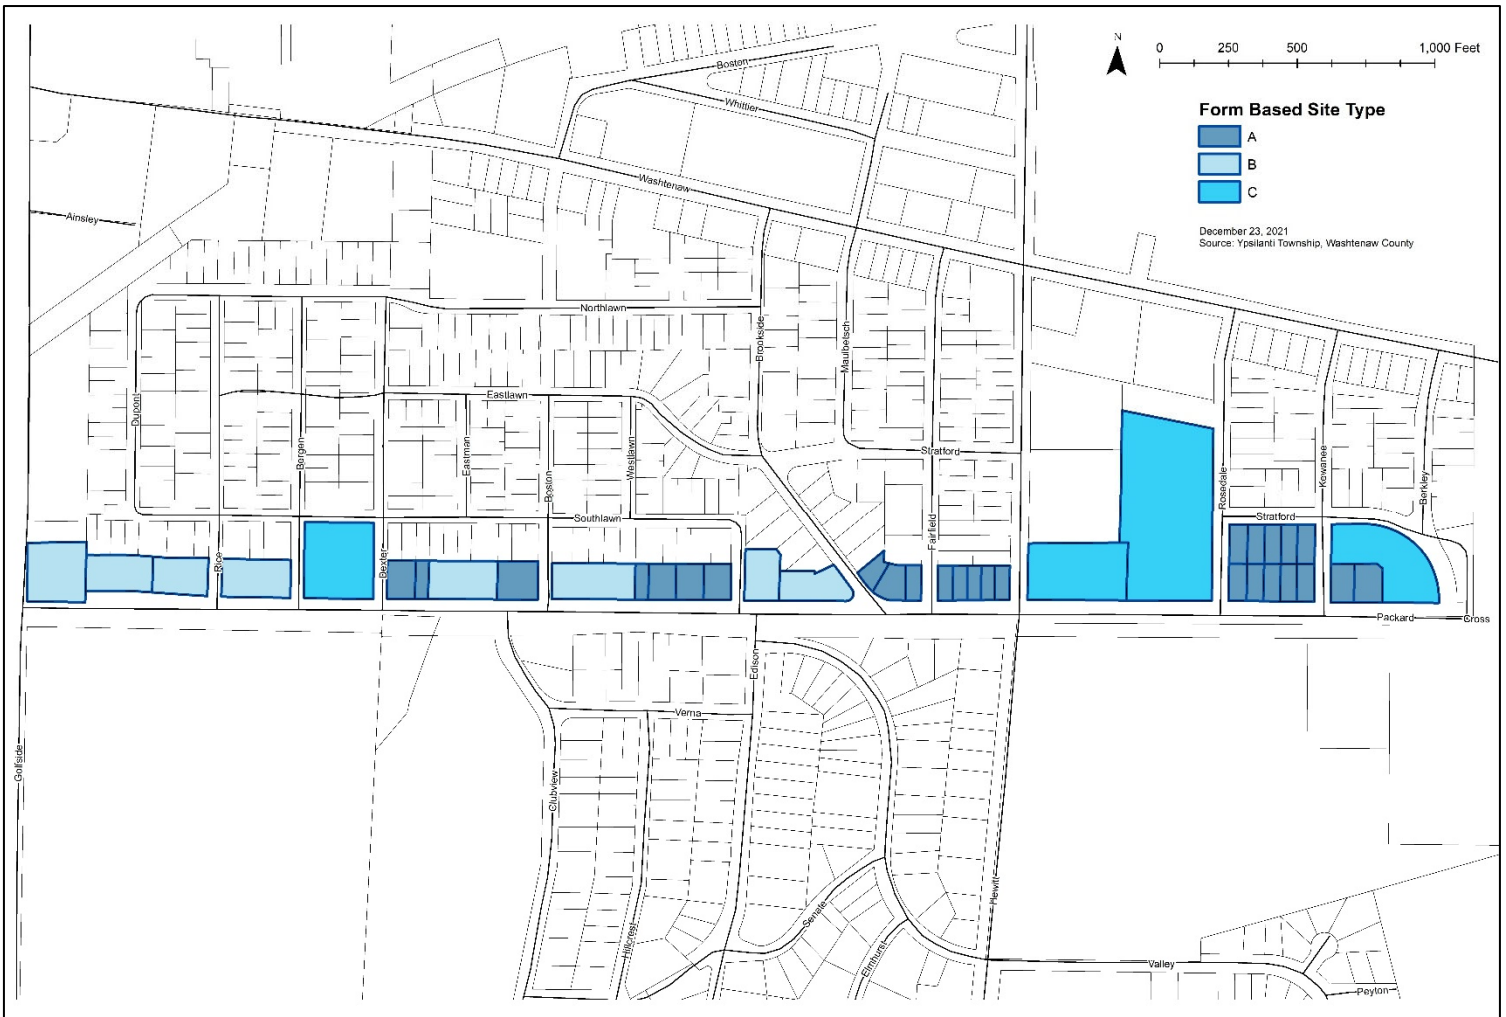 N
0 250 500 1,000 Feet
Form Based Site Type
A
B
C
December 23, 2021
Source: Ypsilanti Township, Washtenaw County
Boston
Whittier
Washtenaw
Ainsley
Northlawn
Brookside
Maulbetsch
Dupont
Eastlawn
Bergen
Eastman
Boston
Westlawn
Stratford
Rosedale
Kewanee
Berkley
Southlawn
Stratford
Fairfield
Rice
Dexter
Packard
Cross
Edison
Verna
Golfside
Clubview
Hillcrest
Senate
Elmhurst
Hewitt
Valley
Peyton